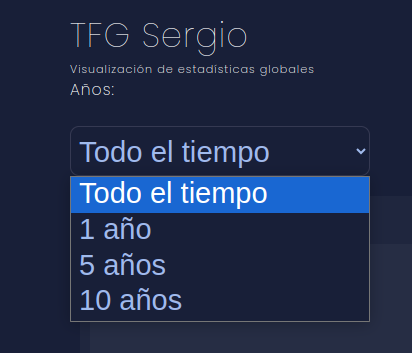 TFG Sergio
Visualización de estadísticas globales
Años:
Todo el tiempo
Todo el tiempo
1 año
5 años
10 años